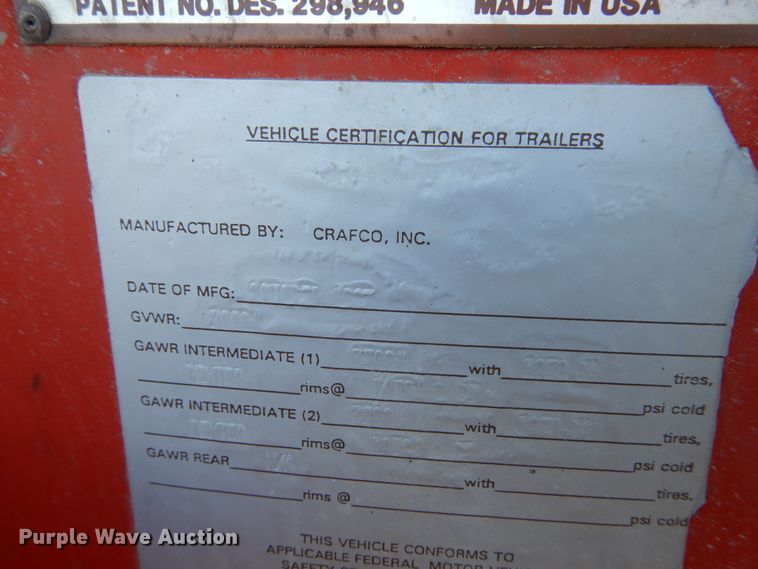 PATENT NO. DES. 298,946 MADE IN USA
VEHICLE CERTIFICATION FOR TRAILERS
MANUFACTURED BY: CRAFCO, INC.
DATE OF MFG:
GVWR:
GAWR INTERMEDIATE (1) with tires,
rims@ psi cold
GAWR INTERMEDIATE (2) with tires,
rims@ psi cold
GAWR REAR N/A with tires,
rims @ psi cold
THIS VEHICLE CONFORMS TO
APPLICABLE FEDERAL MOTOR
Purple Wave Auction